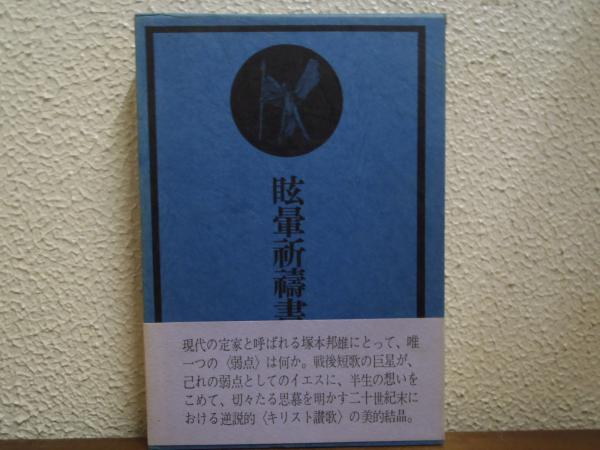 眩暈祈禱書
現代の定家と呼ばれる塚本邦雄にとって、唯
一つの〈弱点〉は何か。戦後短歌の巨星が、
己れの弱点としてのイエスに、半生の想いを
こめて、切々たる思慕を明かす二十世紀末に
おける逆説的〈キリスト讃歌〉の美的結晶。